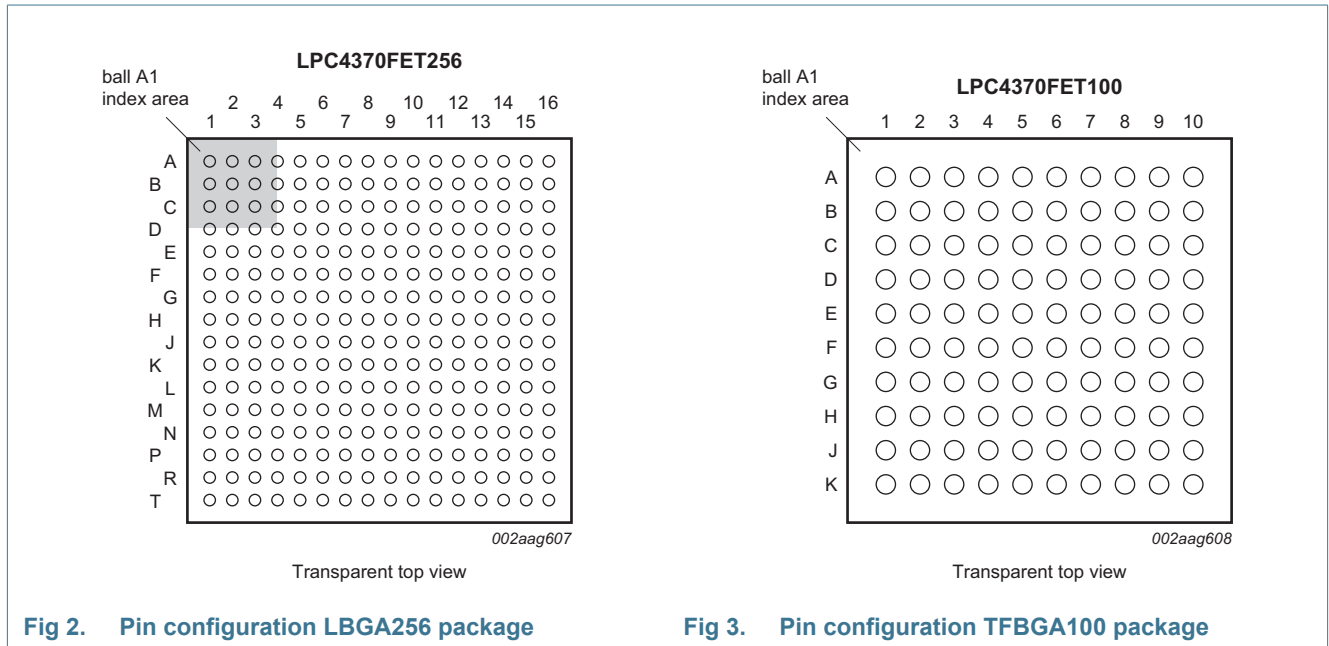 LPC4370FET256
ball A1
index area
2 4 6 8 10 12 14 16
1 3 5 7 9 11 13 15
A
B
C
D
E
F
G
H
J
K
L
M
N
P
R
T
002aag607
Transparent top view
Fig 2. Pin configuration LBGA256 package
LPC4370FET100
ball A1
index area
1 2 3 4 5 6 7 8 9 10
A
B
C
D
E
F
G
H
J
K
002aag608
Transparent top view
Fig 3. Pin configuration TFBGA100 package